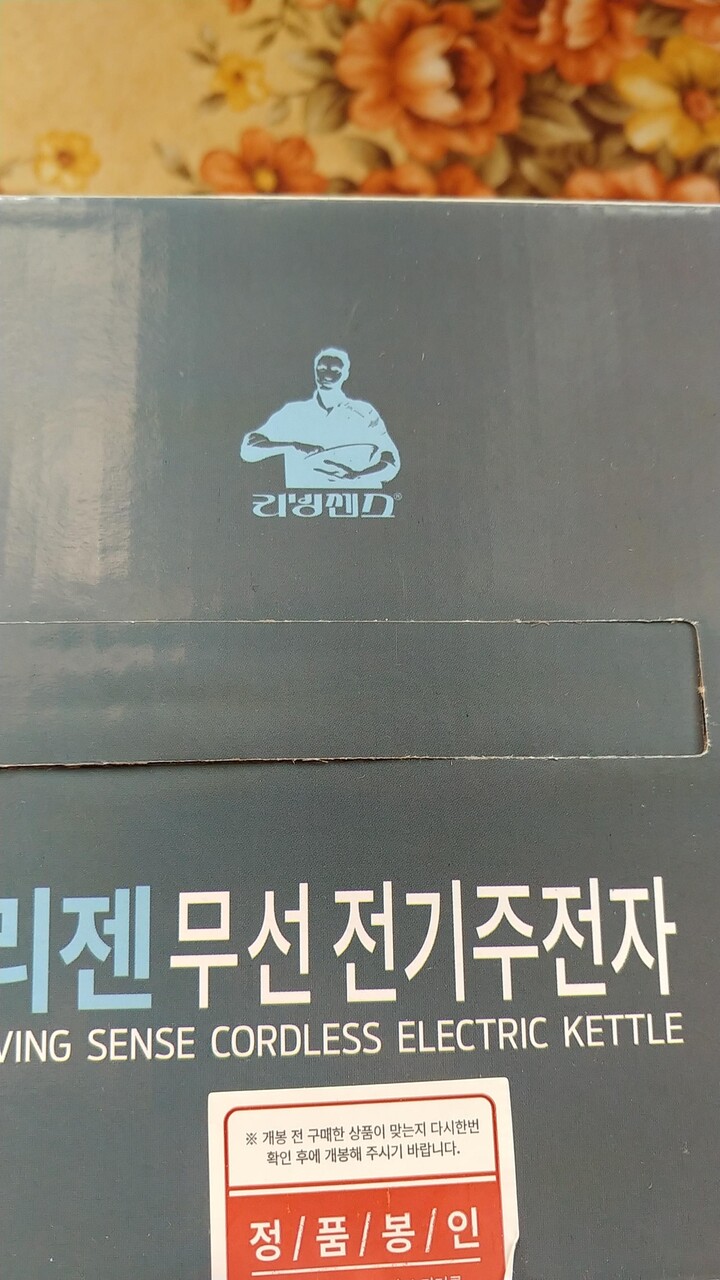 리빙쎈스®
리젠 무선 전기주전자
VING SENSE CORDLESS ELECTRIC KETTLE
※ 개봉 전 구매한 상품이 맞는지 다시한번
확인 후에 개봉해 주시기 바랍니다.
정/품/봉/인